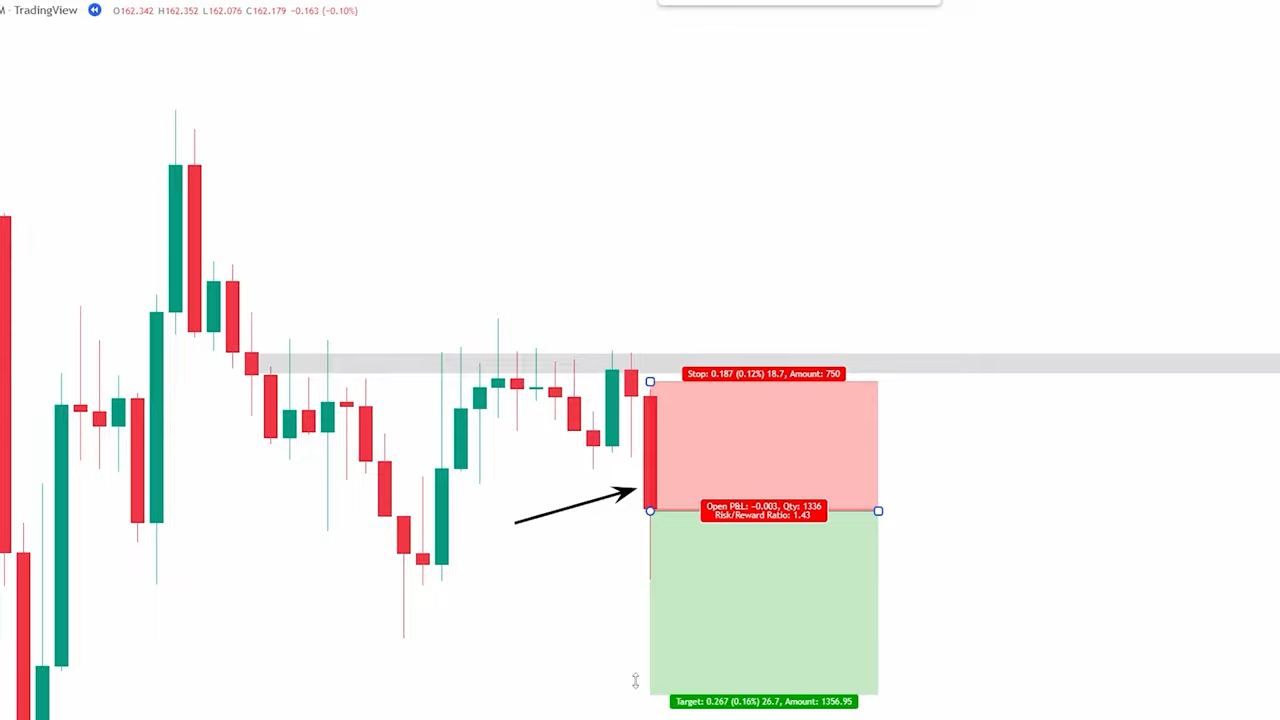 M · TradingView O162.342 H162.352 L162.076 C162.179 −0.163 (−0.10%)
Stop: 0.187 (0.12%) 18.7, Amount: 750
Open P&L: −0.003, Qty: 1336
Risk/Reward Ratio: 1.43
Target: 0.267 (0.16%) 26.7, Amount: 1356.95